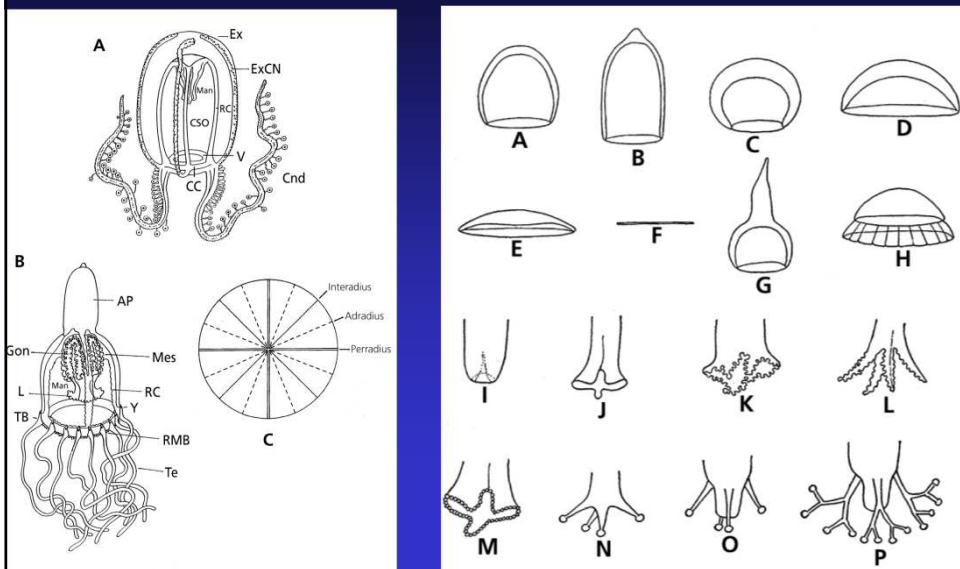 A
Ex
ExCN
Man
RC
CSO
V
CC
Cnd
B
AP
Gon
Mes
Man
L
RC
TB
Y
RMB
Te
Interadius
Adradius
Perradius
C
A
B
C
D
E
F
G
H
I
J
K
L
M
N
O
P